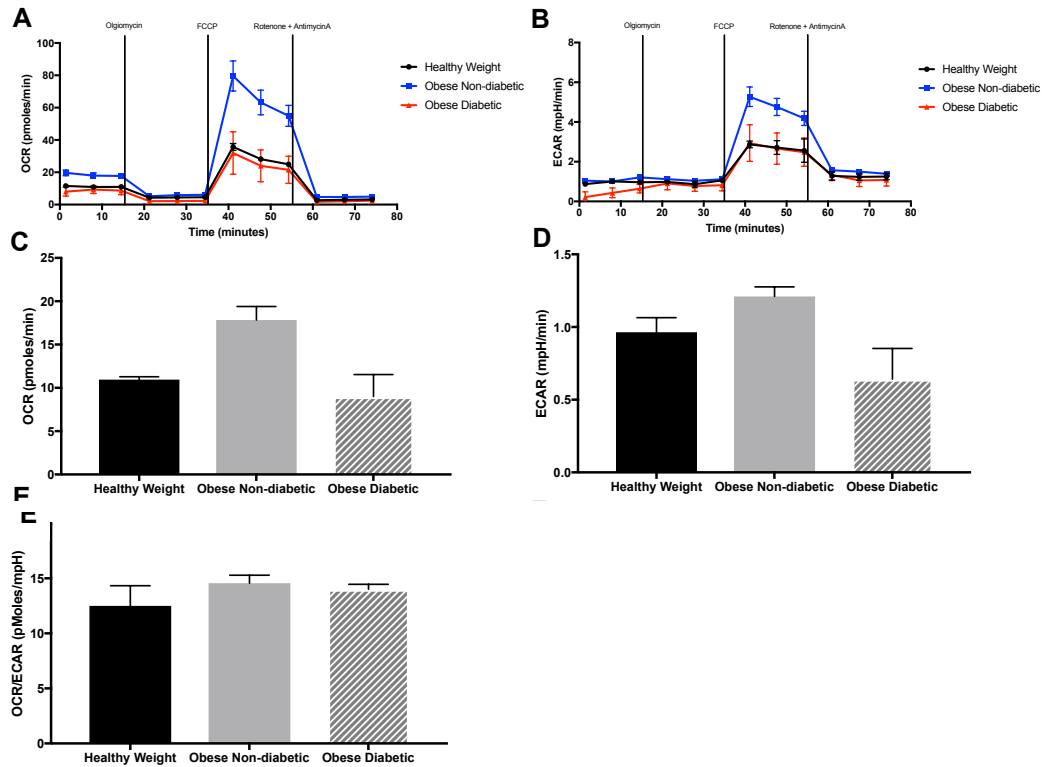 A
Olgiomycin FCCP Rotenone + AntimycinA
100
80
60
40
20
0
OCR (pmoles/min)
0 10 20 30 40 50 60 70 80
Time (minutes)
Healthy Weight
Obese Non-diabetic
Obese Diabetic
B
Olgiomycin FCCP Rotenone + AntimycinA
8
6
4
2
0
ECAR (mpH/min)
0 10 20 30 40 50 60 70 80
Time (minutes)
Healthy Weight
Obese Non-diabetic
Obese Diabetic
C
25
20
15
10
5
0
OCR (pmoles/min)
Healthy Weight Obese Non-diabetic Obese Diabetic
D
1.5
1.0
0.5
0.0
ECAR (mpH/min)
Healthy Weight Obese Non-diabetic Obese Diabetic
E
15
10
5
0
OCR/ECAR (pMoles/mpH)
Healthy Weight Obese Non-diabetic Obese Diabetic